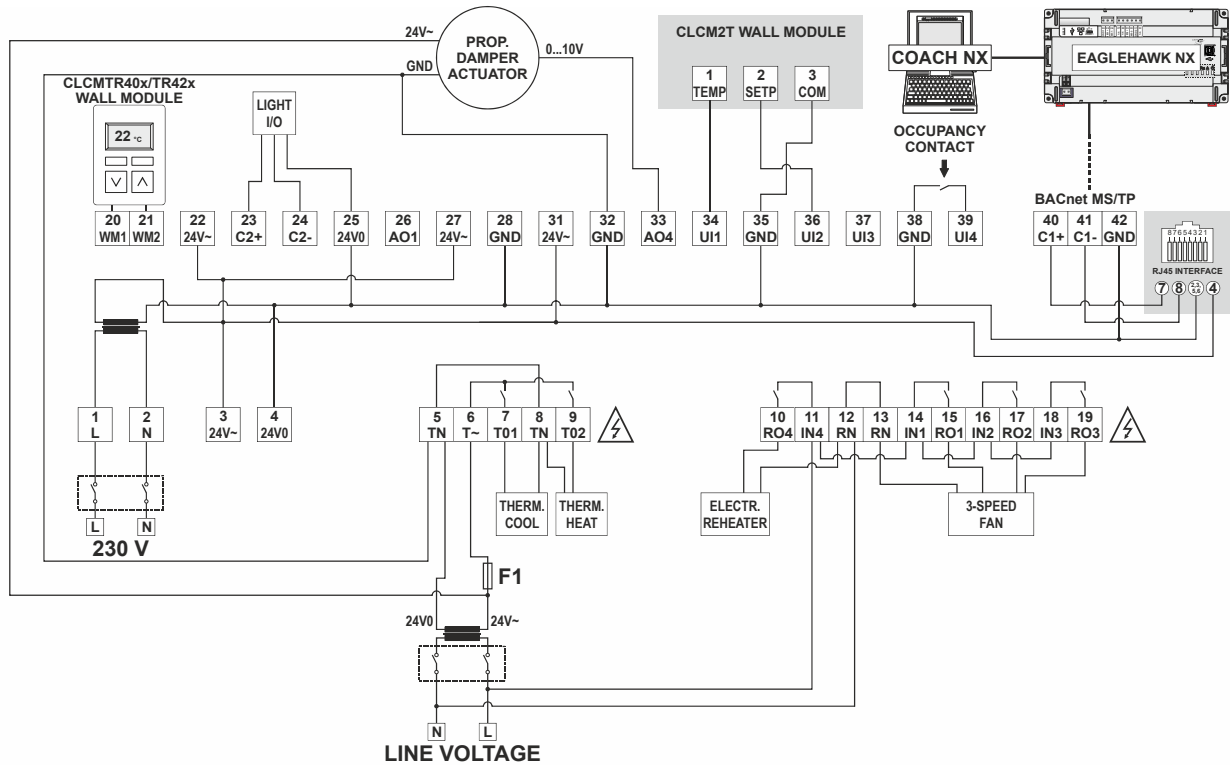 24V~
GND
PROP.
DAMPER
ACTUATOR
0...10V
CLCM2T WALL MODULE
1
TEMP
2
SETP
3
COM
COACH NX
EAGLEHAWK NX
CLCMTR40x/TR42x
WALL MODULE
22 °C
LIGHT
I/O
OCCUPANCY
CONTACT
BACnet MS/TP
20
WM1
21
WM2
22
24V~
23
C2+
24
C2-
25
24V0
26
AO1
27
24V~
28
GND
31
24V~
32
GND
33
AO4
34
UI1
35
GND
36
UI2
37
UI3
38
GND
39
UI4
40
C1+
41
C1-
42
GND
87654321
RJ45 INTERFACE
7
8
2,3
5,6
4
1
L
2
N
3
24V~
4
24V0
5
TN
6
T~
7
T01
8
TN
9
T02
10
RO4
11
IN4
12
RN
13
RN
14
IN1
15
RO1
16
IN2
17
RO2
18
IN3
19
RO3
L
N
230 V
THERM.
COOL
THERM.
HEAT
ELECTR.
REHEATER
3-SPEED
FAN
F1
24V0
24V~
N
L
LINE VOLTAGE